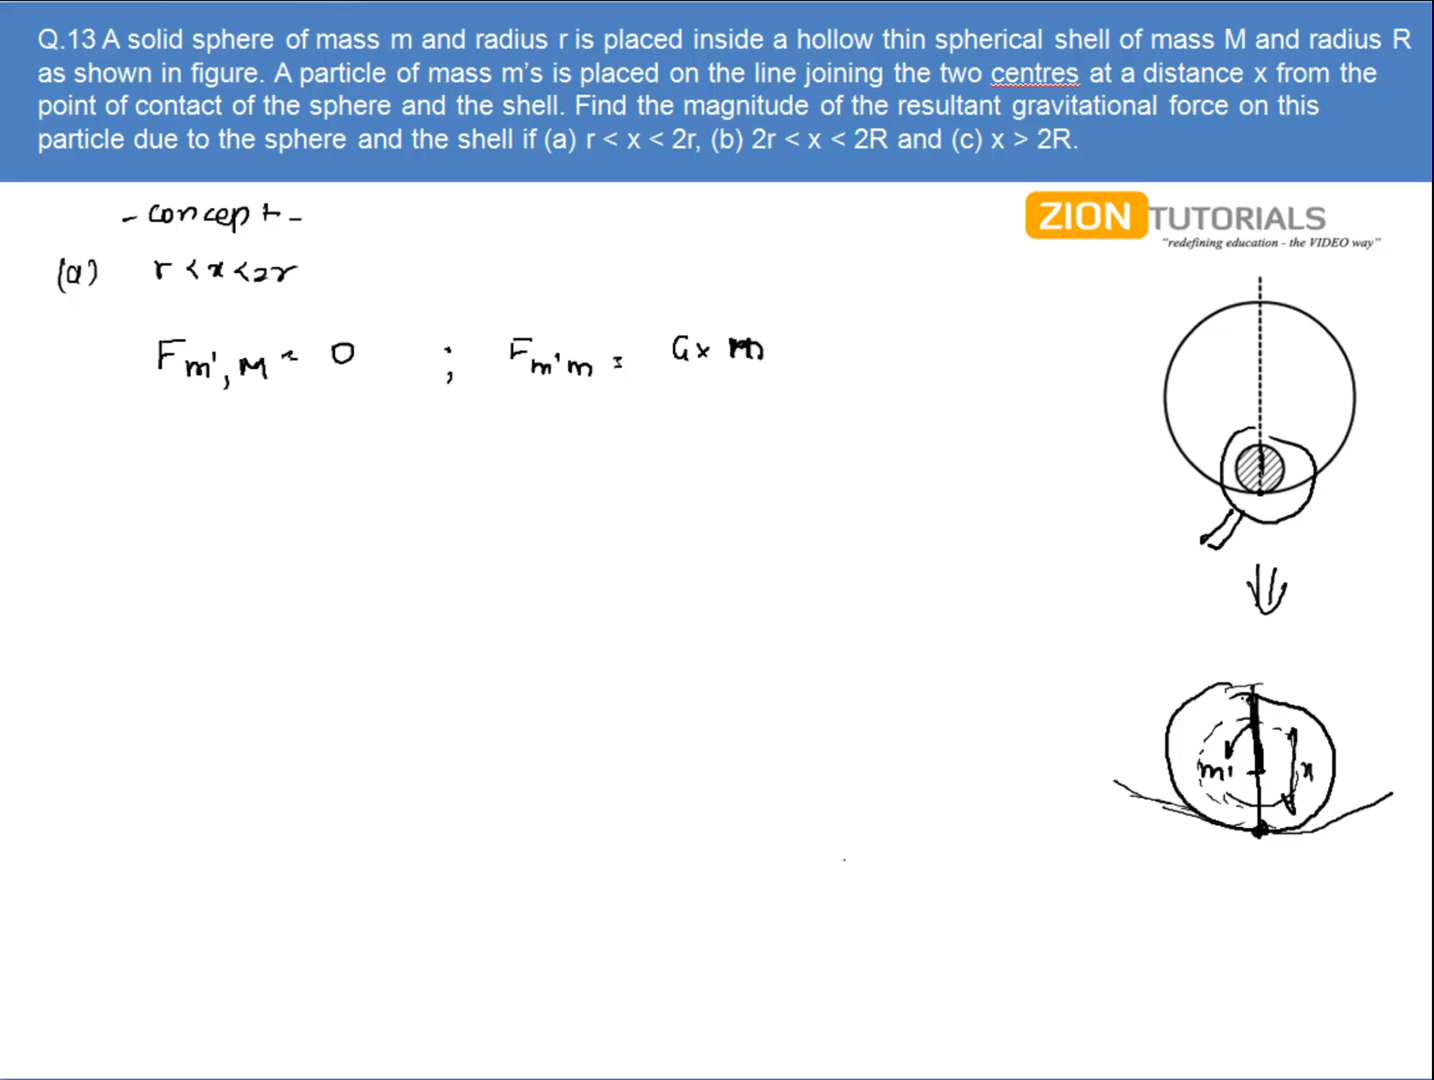 Q.13 A solid sphere of mass m and radius r is placed inside a hollow thin spherical shell of mass M and radius R
as shown in figure. A particle of mass m’s is placed on the line joining the two centres at a distance x from the
point of contact of the sphere and the shell. Find the magnitude of the resultant gravitational force on this
particle due to the sphere and the shell if (a) r < x < 2r, (b) 2r < x < 2R and (c) x > 2R.
- concept -
ZION TUTORIALS
"redefining education - the VIDEO way"
(a) r < x < 2r
F m', M = 0 ; F m'm = G x m
m' x